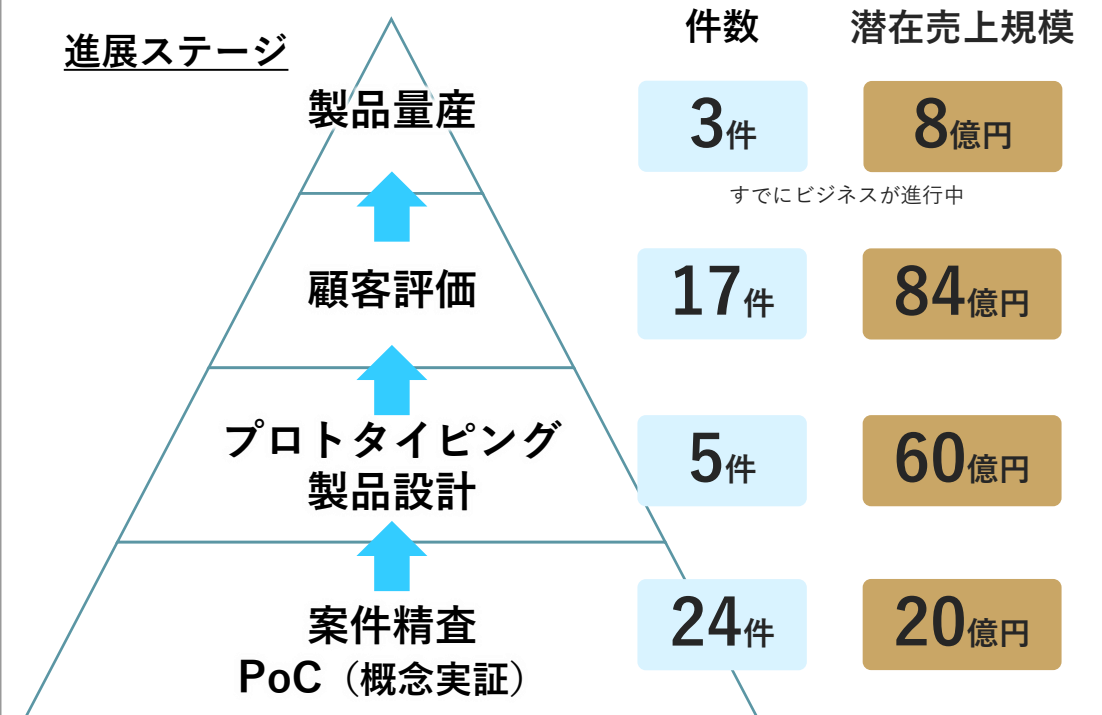 進展ステージ
件数
潜在売上規模
製品量産
3件
8億円
すでにビジネスが進行中
顧客評価
17件
84億円
プロトタイピング
製品設計
5件
60億円
案件精査
PoC（概念実証）
24件
20億円